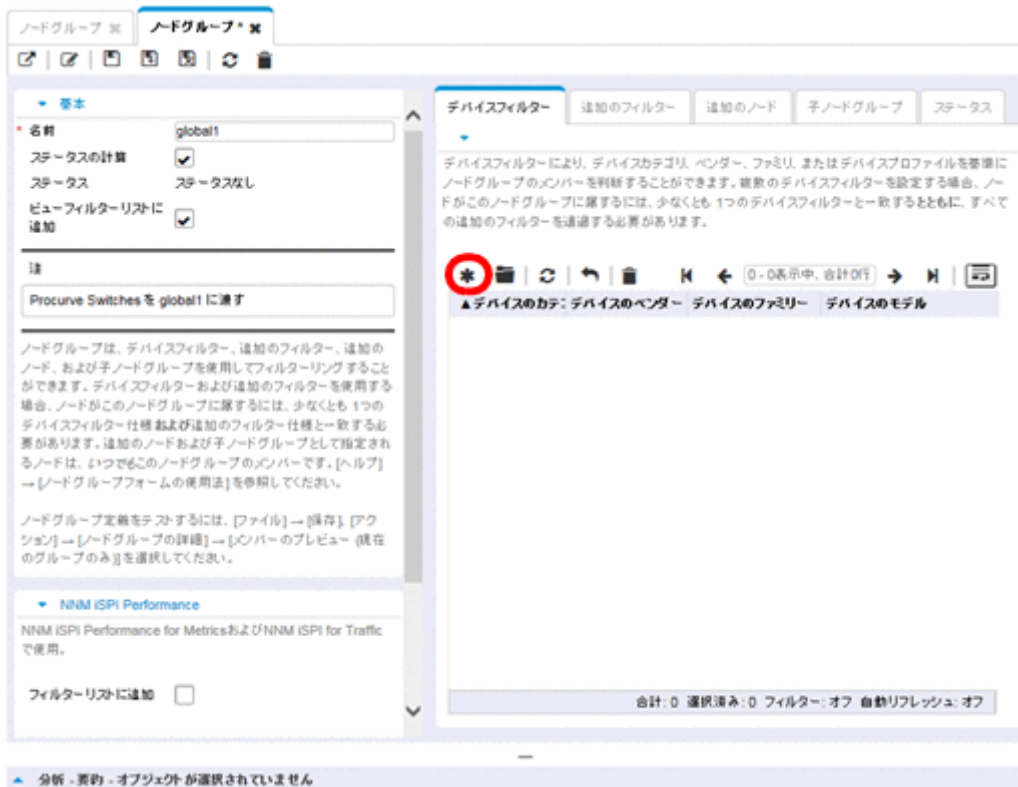 ノードグループ
ノードグループ*
基本
* 名前 global1
ステータスの計算
ステータス ステータスなし
ビューフィルターリストに
追加
注
Procurve Switches を global1 に渡す
ノードグループは、デバイスフィルター、追加のフィルター、追加の
ノード、および子ノードグループを使用してフィルターリングすること
ができます。デバイスフィルターおよび追加のフィルターを使用する
場合、ノードがこのノードグループに属するには、少なくとも 1つの
デバイスフィルター仕様および追加のフィルター仕様と一致する必
要があります。追加のノードおよび子ノードグループとして指定され
るノードは、いつでもこのノードグループのメンバーです。[ヘルプ]
→[ノードグループフォームの使用法]を参照してください。
ノードグループ定義をテストするには、[ファイル]→[保存]、[アク
ション]→[ノードグループの詳細]→[メンバーのプレビュー (現在
のグループのみ)]を選択してください。
NNM iSPI Performance
NNM iSPI Performance for MetricsおよびNNM iSPI for Traffic
で使用。
フィルターリストに追加
デバイスフィルター 追加のフィルター 追加のノード 子ノードグループ ステータス
デバイスフィルターにより、デバイスカテゴリ、ベンダー、ファミリ、またはデバイスプロファイルを基準に
ノードグループのメンバーを判断することができます。複数のデバイスフィルターを設定する場合、ノー
ドがこのノードグループに属するには、少なくとも 1つのデバイスフィルターと一致するとともに、すべて
の追加のフィルターを通過する必要があります。
0 - 0表示中、合計0行
▲デバイスのカテ: デバイスのベンダー デバイスのファミリー デバイスのモデル
合計: 0 選択済み: 0 フィルター: オフ 自動リフレッシュ: オフ
分析 - 要約 - オブジェクトが選択されていません